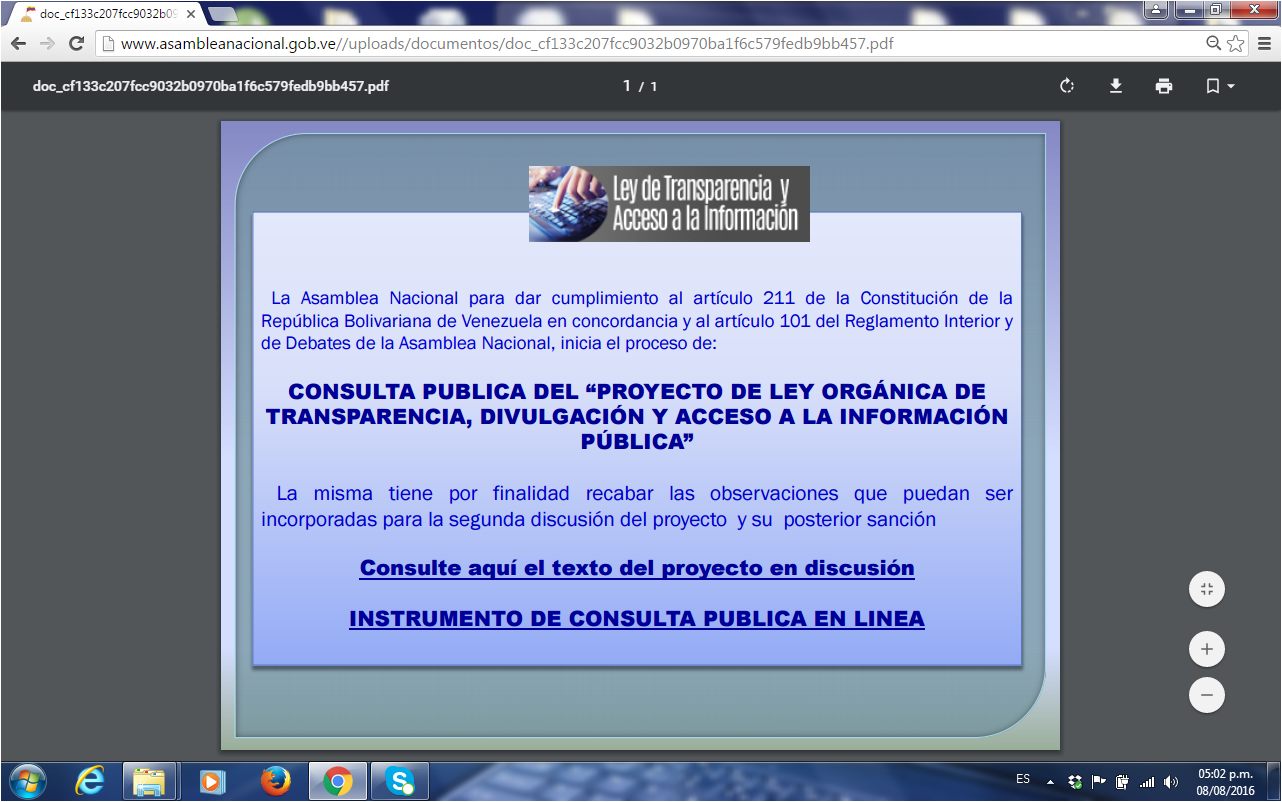 doc_cf133c207fcc9032b09
www.asambleanacional.gob.ve//uploads/documentos/doc_cf133c207fcc9032b0970ba1f6c579fedb9bb457.pdf
doc_cf133c207fcc9032b0970ba1f6c579fedb9bb457.pdf
1 / 1
Ley de Transparencia y
Acceso a la Información
La Asamblea Nacional para dar cumplimiento al artículo 211 de la Constitución de la
República Bolivariana de Venezuela en concordancia y al artículo 101 del Reglamento Interior y
de Debates de la Asamblea Nacional, inicia el proceso de:
CONSULTA PUBLICA DEL “PROYECTO DE LEY ORGÁNICA DE
TRANSPARENCIA, DIVULGACIÓN Y ACCESO A LA INFORMACIÓN
PÚBLICA”
La misma tiene por finalidad recabar las observaciones que puedan ser
incorporadas para la segunda discusión del proyecto y su posterior sanción
Consulte aquí el texto del proyecto en discusión
INSTRUMENTO DE CONSULTA PUBLICA EN LINEA
ES
05:02 p.m.
08/08/2016